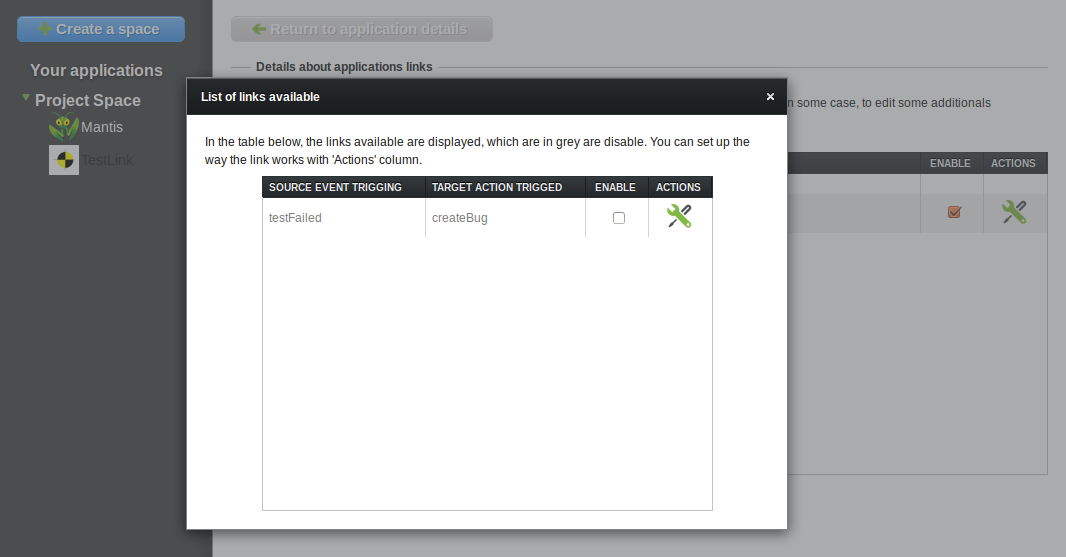 Create a space
Return to application details
Your applications
Details about applications links
Project Space
List of links available
n some case, to edit some additionals
Mantis
In the table below, the links available are displayed, which are in grey are disable. You can set up the
way the link works with 'Actions' column.
TestLink
ENABLE ACTIONS
SOURCE EVENT TRIGGING TARGET ACTION TRIGGED ENABLE ACTIONS
testFailed createBug